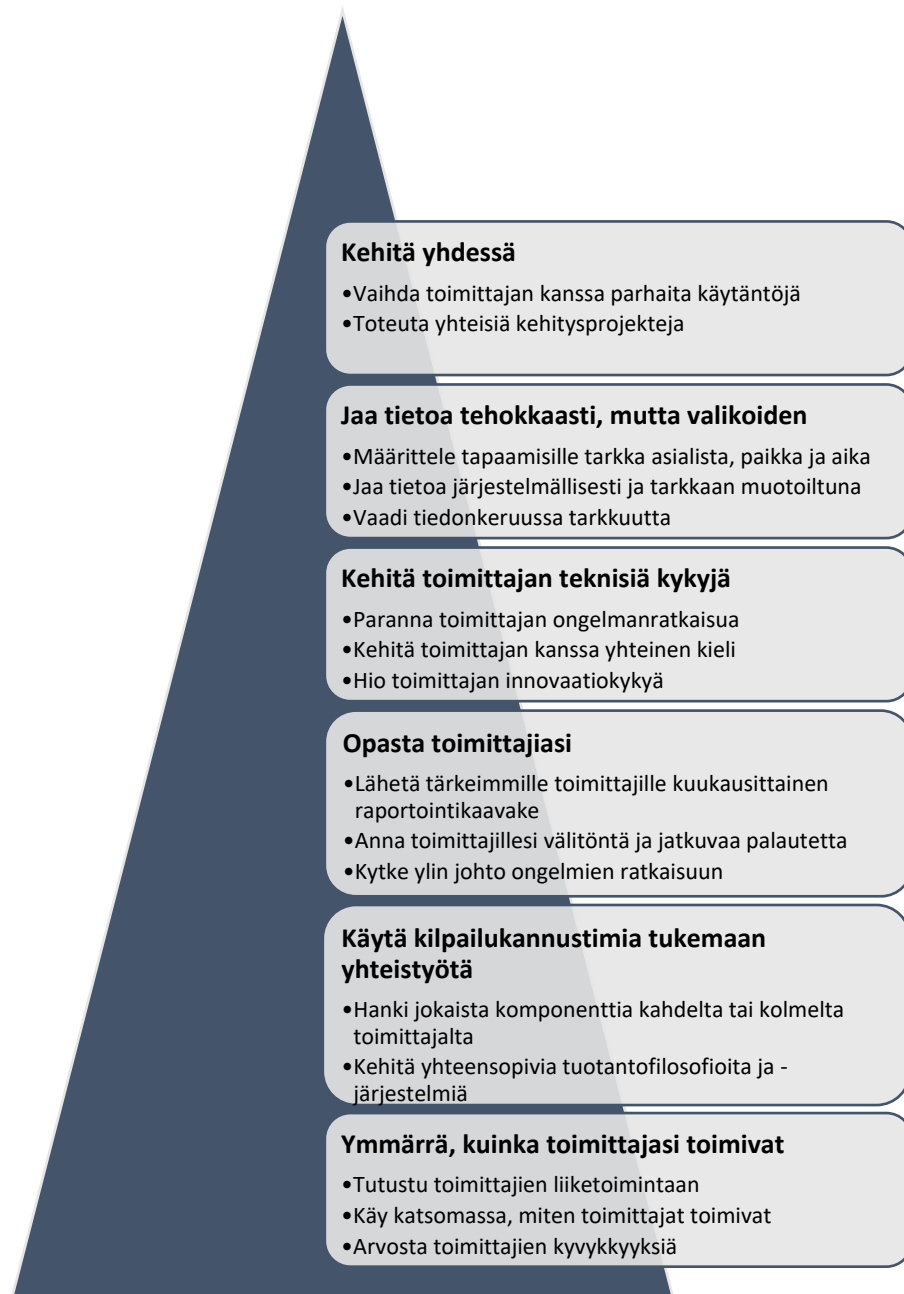 Kehitä yhdessä
•Vaihda toimittajan kanssa parhaita käytäntöjä
•Toteuta yhteisiä kehitysprojekteja
Jaa tietoa tehokkaasti, mutta valikoiden
•Määrittele tapaamisille tarkka asialista, paikka ja aika
•Jaa tietoa järjestelmällisesti ja tarkkaan muotoiltuna
•Vaadi tiedonkeruussa tarkkuutta
Kehitä toimittajan teknisiä kykyjä
•Paranna toimittajan ongelmanratkaisua
•Kehitä toimittajan kanssa yhteinen kieli
•Hio toimittajan innovaatiokykyä
Opasta toimittajiasi
•Lähetä tärkeimmille toimittajille kuukausittainen
raportointikaavake
•Anna toimittajillesi välitöntä ja jatkuvaa palautetta
•Kytke ylin johto ongelmien ratkaisuun
Käytä kilpailukannustimia tukemaan
yhteistyötä
•Hanki jokaista komponenttia kahdelta tai kolmelta
toimittajalta
•Kehitä yhteensopivia tuotantofilosofioita ja -
järjestelmiä
Ymmärrä, kuinka toimittajasi toimivat
•Tutustu toimittajien liiketoimintaan
•Käy katsomassa, miten toimittajat toimivat
•Arvosta toimittajien kyvykkyyksiä